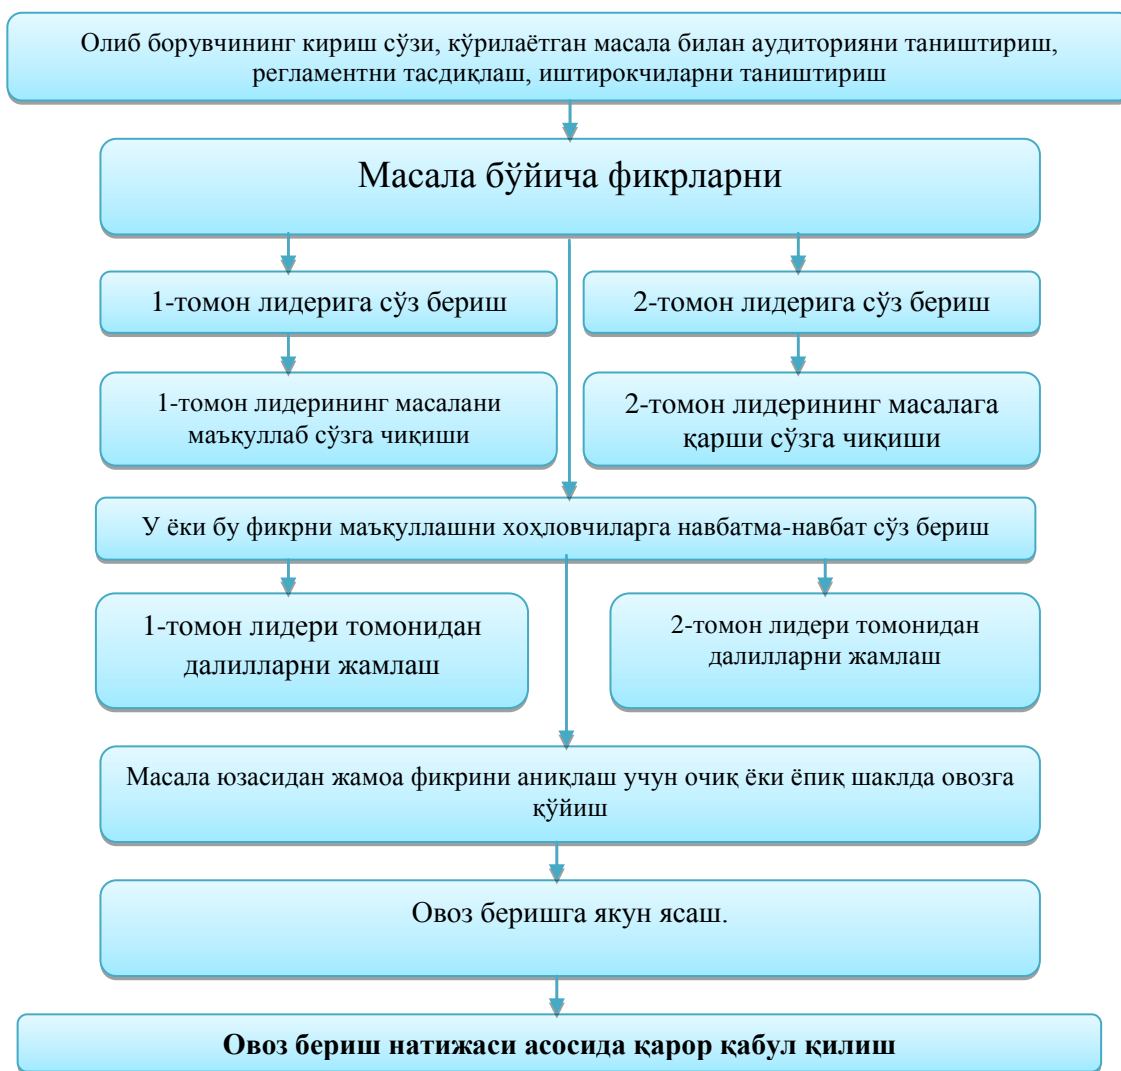 Олиб борувчининг кириш сўзи, кўрилаётган масала билан аудиторияни таништириш,
регламентни тасдиқлаш, иштирокчиларни таништириш
Масала бўйича фикрларни
1-томон лидерига сўз бериш
2-томон лидерига сўз бериш
1-томон лидерининг масалани
маъқуллаб сўзга чиқиши
2-томон лидерининг масалага
қарши сўзга чиқиши
У ёки бу фикрни маъқуллашни хоҳловчиларга навбатма-навбат сўз бериш
1-томон лидери томонидан
далилларни жамлаш
2-томон лидери томонидан
далилларни жамлаш
Масала юзасидан жамоа фикрини аниқлаш учун очиқ ёки ёпиқ шаклда овозга
қўйиш
Овоз беришга якун ясаш.
Овоз бериш натижаси асосида қарор қабул қилиш